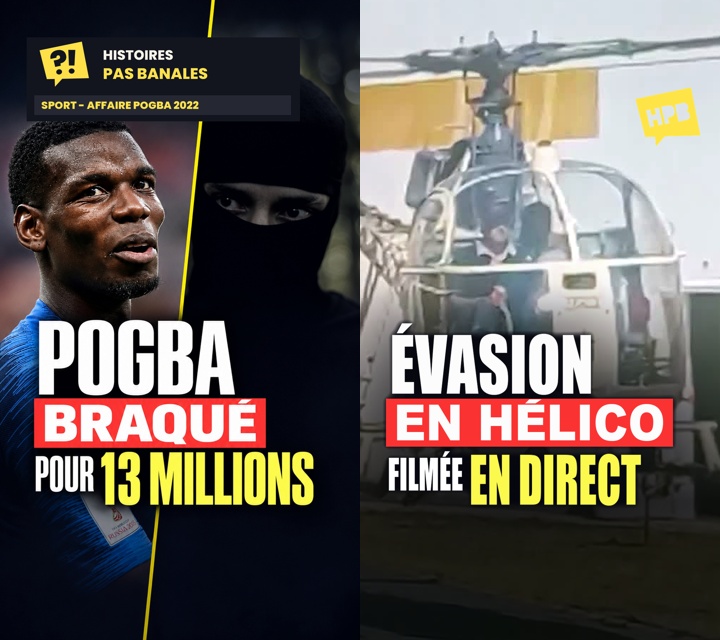 ?!
HISTOIRES
PAS BANALES
SPORT - AFFAIRE POGBA 2022
POGBA
BRAQUÉ
POUR 13 MILLIONS
HPB
ÉVASION
EN HÉLICO
FILMÉE EN DIRECT